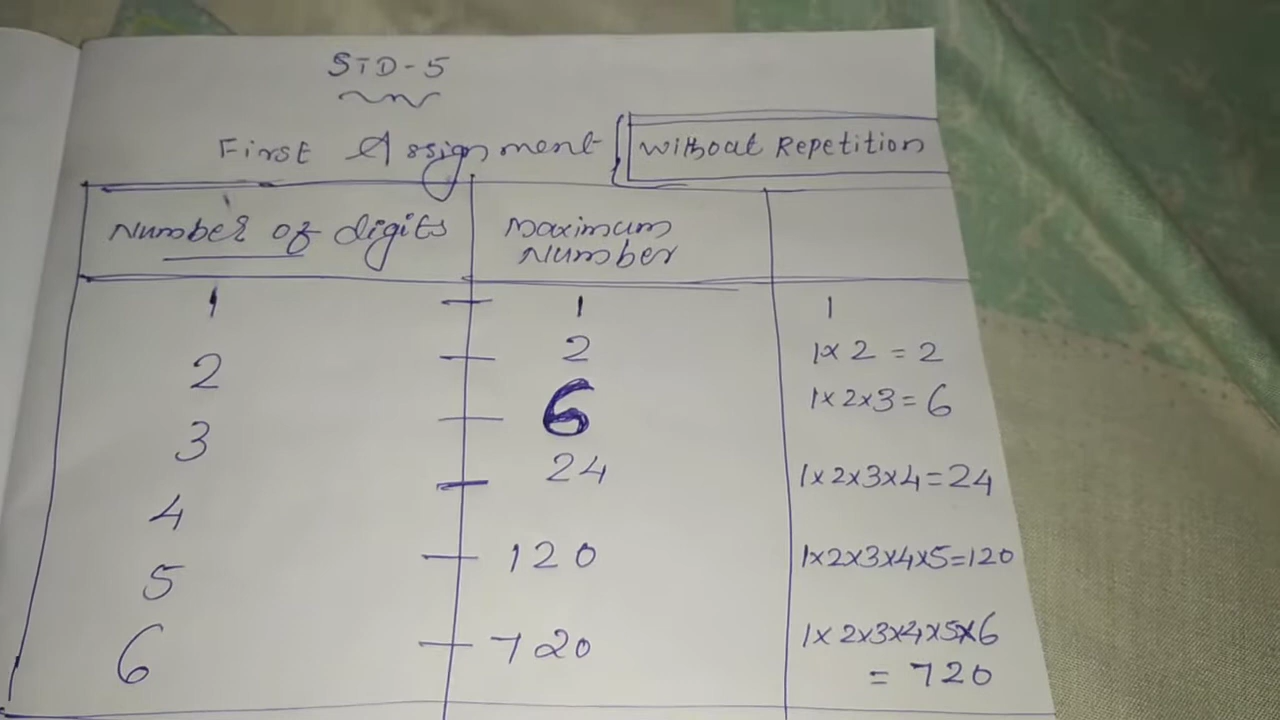 STD-5
First Assignment without Repetition
Number of digits Maximum Number
1 1 1
2 2 1x2=2
3 6 1x2x3=6
4 24 1x2x3x4=24
5 120 1x2x3x4x5=120
6 720 1x2x3x4x5x6
=720